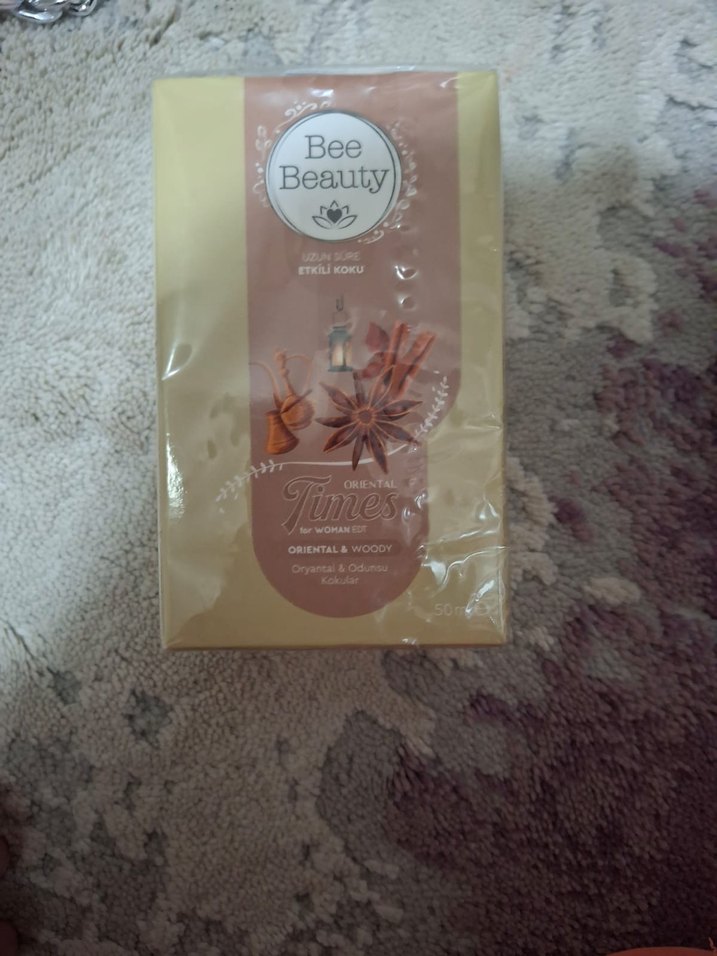 Bee
Beauty
UZUN SÜRE
ETKİLİ KOKU
ORIENTAL
Times
for WOMAN EDT
ORIENTAL & WOODY
Oryantal & Odunsu
Kokular